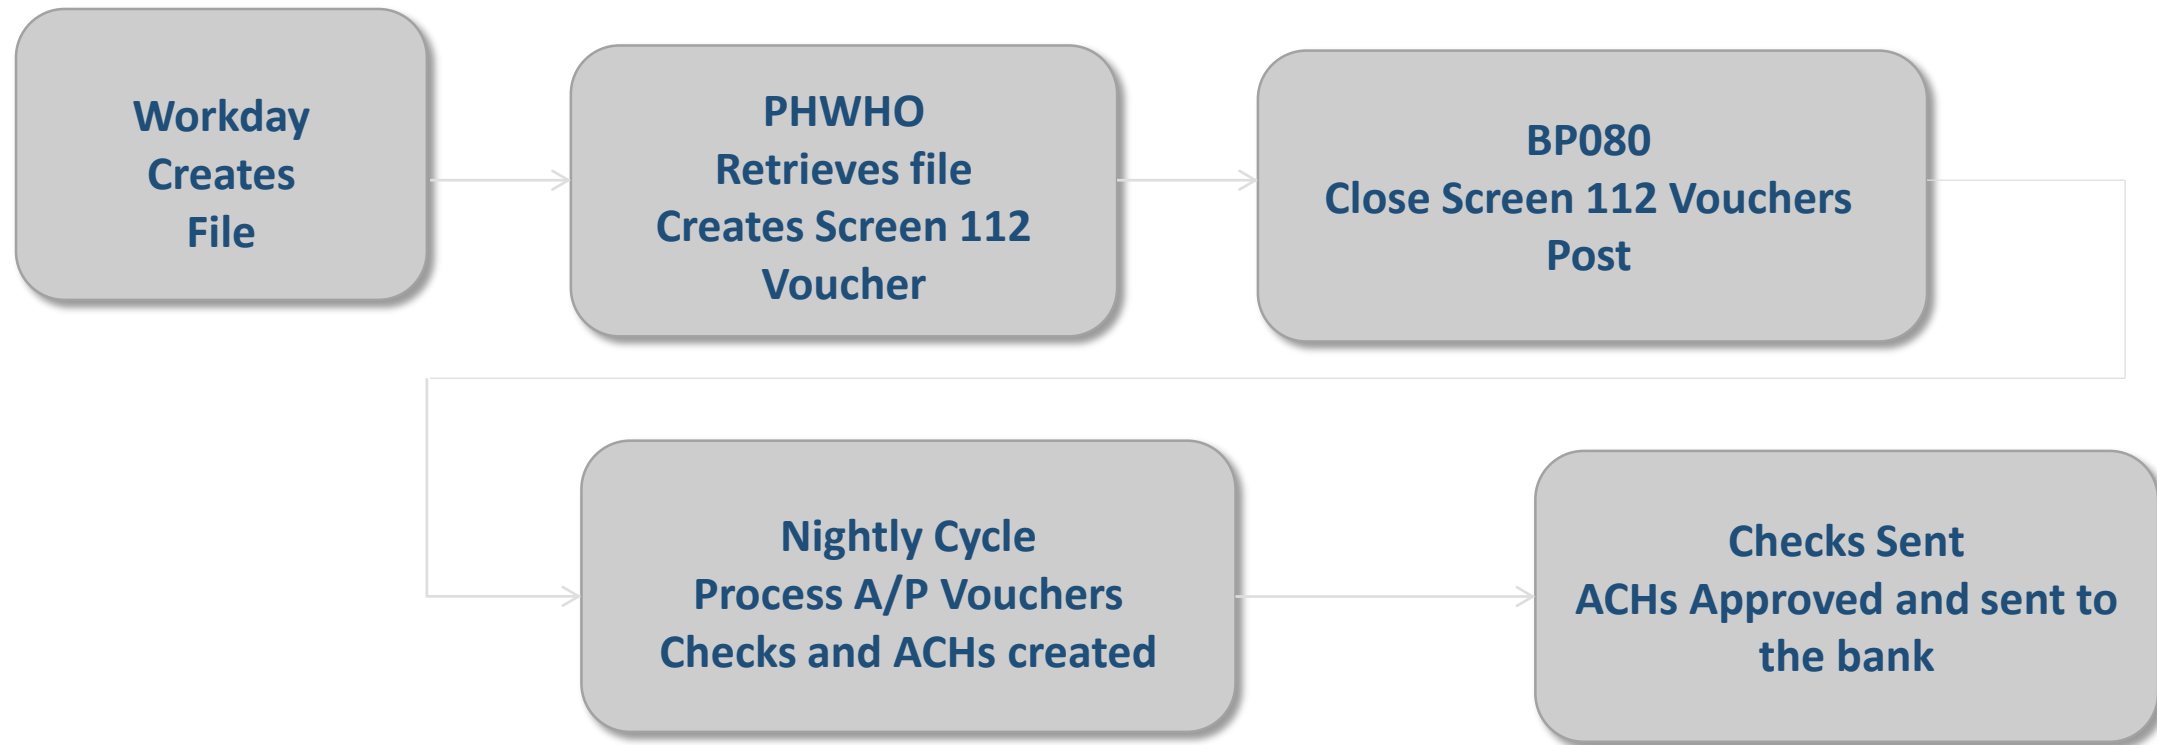 Workday
Creates
File
PHWHO
Retrieves file
Creates Screen 112
Voucher
BP080
Close Screen 112 Vouchers
Post
Nightly Cycle
Process A/P Vouchers
Checks and ACHs created
Checks Sent
ACHs Approved and sent to
the bank